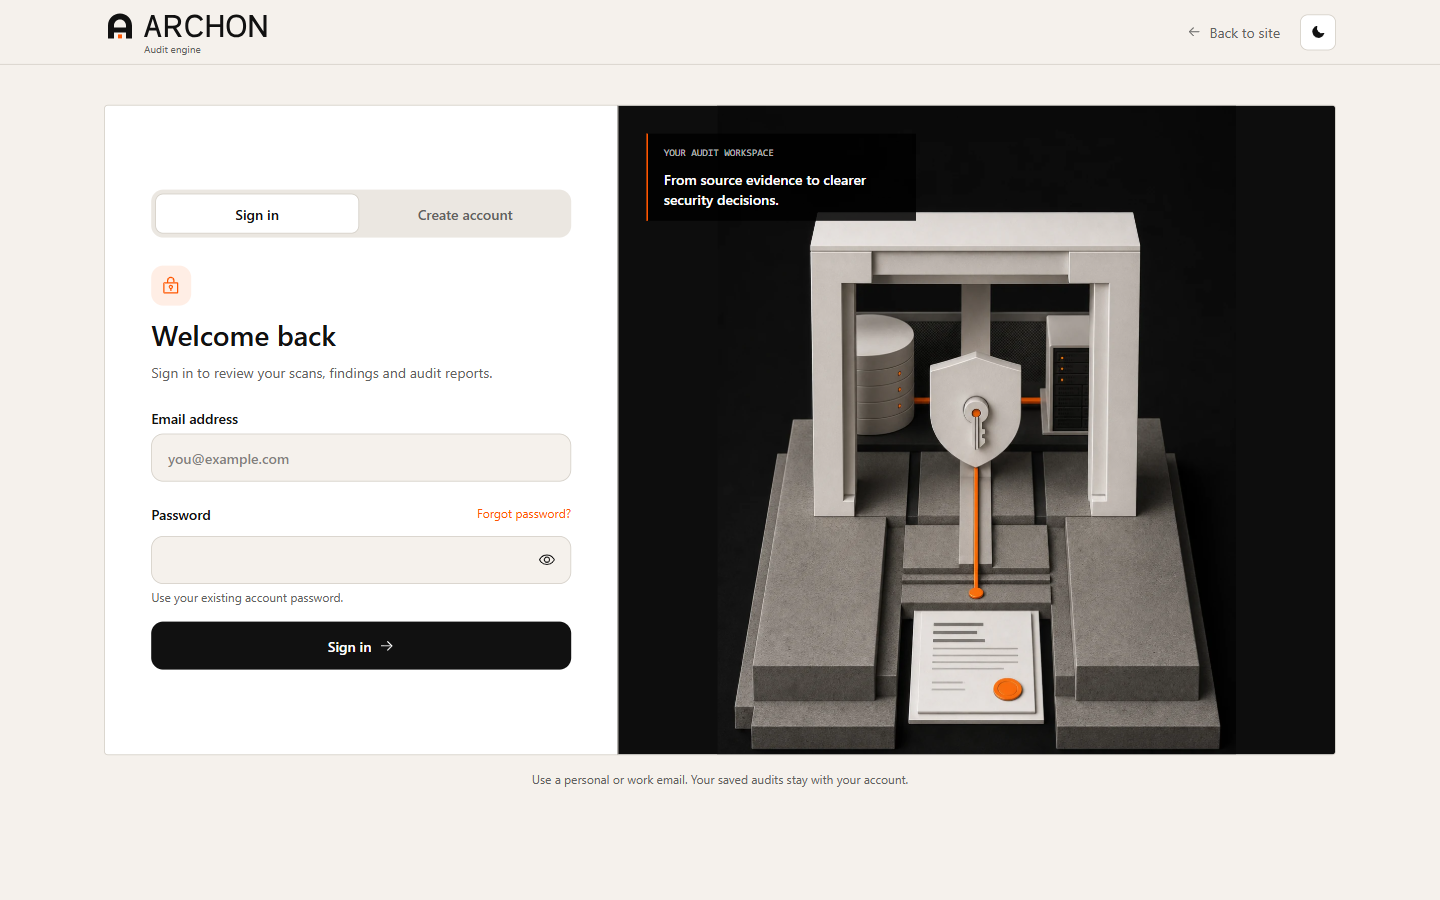 ARCHON
Audit engine
Back to site
Sign in
Create account
Welcome back
Sign in to review your scans, findings and audit reports.
Email address
you@example.com
Password
Forgot password?
Use your existing account password.
Sign in
YOUR AUDIT WORKSPACE
From source evidence to clearer
security decisions.
Use a personal or work email. Your saved audits stay with your account.